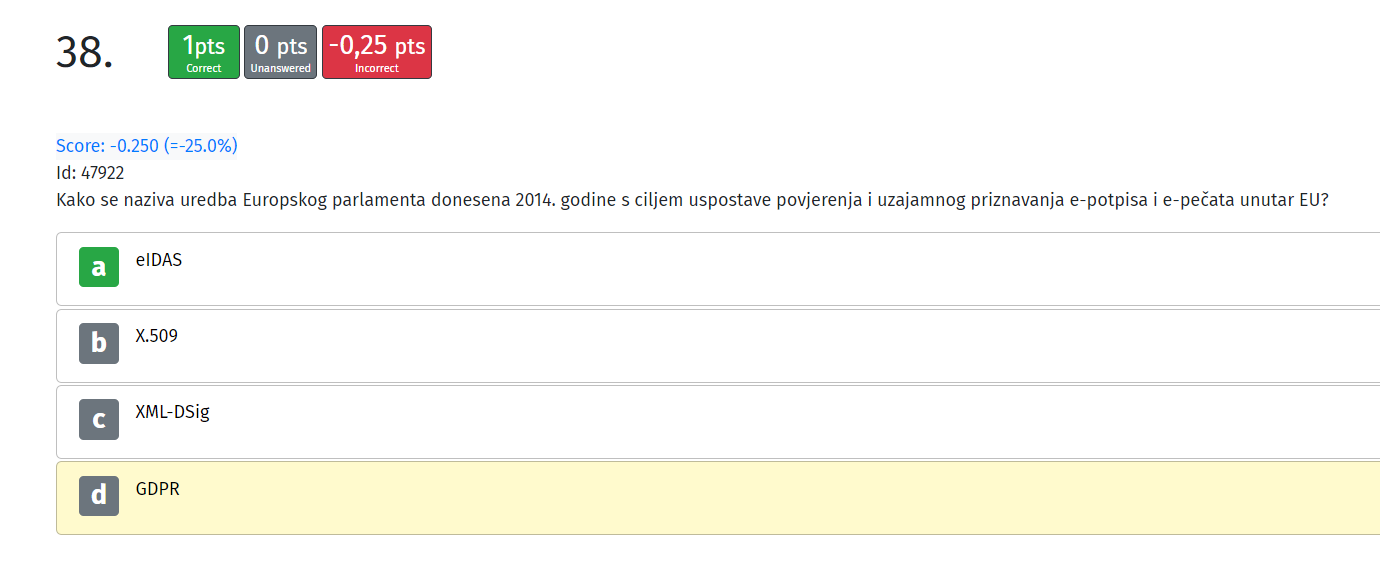 38.
1pts
Correct
0 pts
Unanswered
-0,25 pts
Incorrect
Score: -0.250 (=-25.0%)
Id: 47922
Kako se naziva uredba Europskog parlamenta donesena 2014. godine s ciljem uspostave povjerenja i uzajamnog priznavanja e-potpisa i e-pečata unutar EU?
a eIDAS
b X.509
c XML-DSig
d GDPR